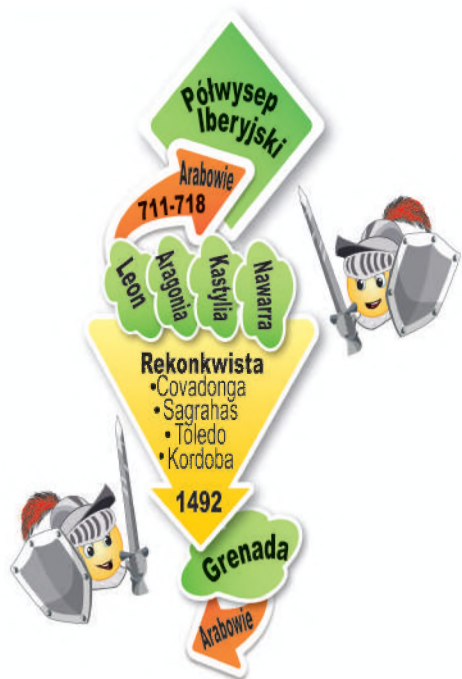 Półwysep
Iberyjski
Arabowie
711-718
Leon
Aragonia
Kastylia
Nawarra
Rekonkwista
•Covadonga
•Sagrahas
•Toledo
•Kordoba
1492
Grenada
Arabowie